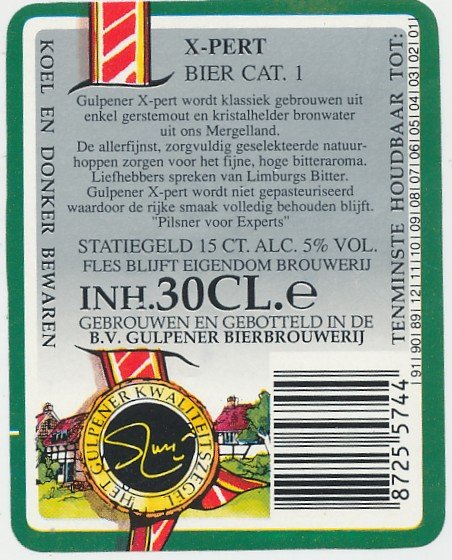 X-PERT
BIER CAT. 1
Gulpener X-pert wordt klassiek gebrouwen uit
enkel gerstemout en kristalhelder bronwater
uit ons Mergelland.
De allerfijnst, zorgvuldig geselekteerde natuur-
hoppen zorgen voor het fijne, hoge bitteraroma.
Liefhebbers spreken van Limburgs Bitter.
Gulpener X-pert wordt niet gepasteuriseerd
waardoor de rijke smaak volledig behouden blijft.
"Pilsner voor Experts"
STATIEGELD 15 CT. ALC. 5% VOL.
FLES BLIJFT EIGENDOM BROUWERIJ
INH.30CL.e
GEBROUWEN EN GEBOTTELD IN DE
B.V. GULPENER BIERBROUWERIJ
KOEL EN DONKER BEWAREN
TENMINSTE HOUDBAAR TOT:
|91|90|89|12|11|10|09|08|07|06|05|04|03|02|01|
HET GULPENER KWALITEITSZEGEL
8725 5744